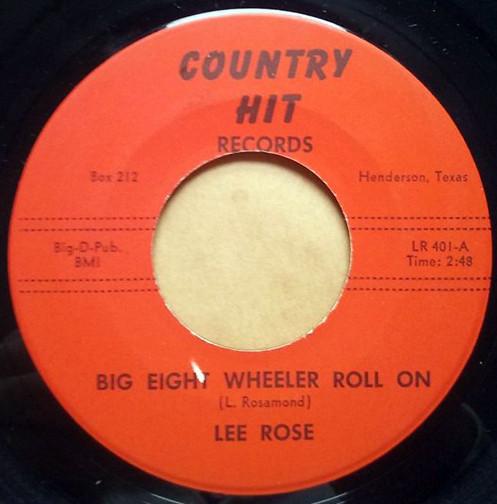 COUNTRY
HIT
RECORDS
Box 212
Henderson, Texas
Big-D-Pub.
BMI
LR 401-A
Time: 2:48
BIG EIGHT WHEELER ROLL ON
(L. Rosamond)
LEE ROSE